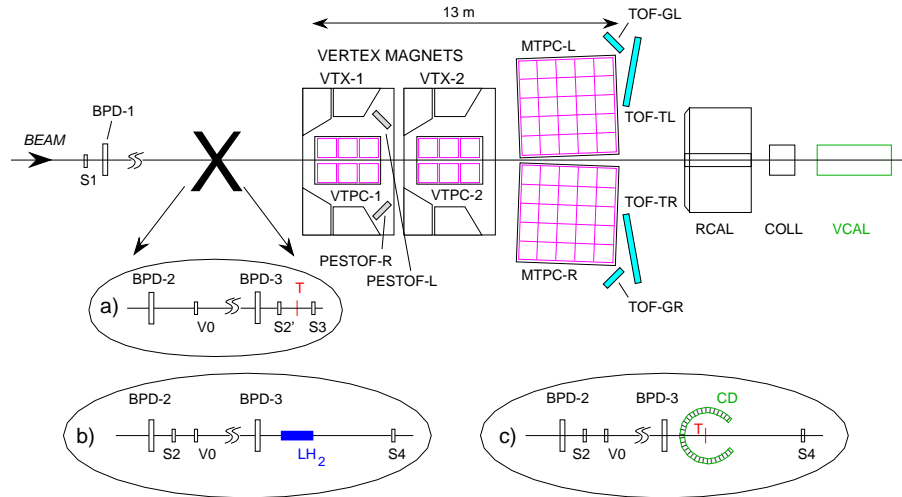 13 m
TOF-GL
MTPC-L
VERTEX MAGNETS
VTX-1
VTX-2
BPD-1
TOF-TL
BEAM
S1
X
VTPC-1
VTPC-2
TOF-TR
RCAL
COLL
VCAL
PESTOF-R
PESTOF-L
MTPC-R
TOF-GR
a)
BPD-2
BPD-3
T
V0
S2'
S3
b)
BPD-2
BPD-3
S2
V0
LH2
S4
c)
BPD-2
BPD-3
CD
T
S2
V0
S4